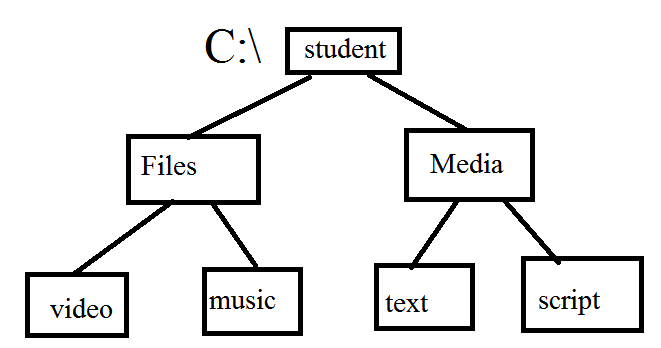 C:\ student
Files
Media
video
music
text
script